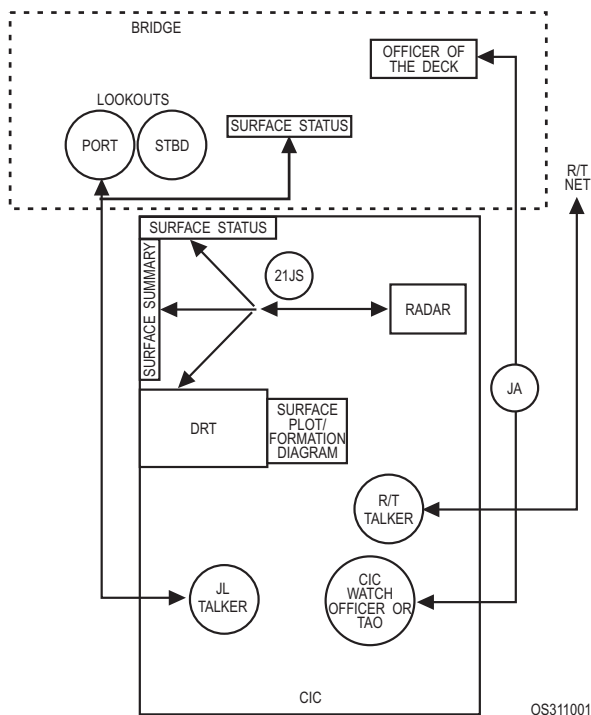 BRIDGE
OFFICER OF
THE DECK
LOOKOUTS
PORT
STBD
SURFACE STATUS
R/T
NET
SURFACE STATUS
SURFACE SUMMARY
21JS
RADAR
JA
DRT
SURFACE
PLOT/
FORMATION
DIAGRAM
R/T
TALKER
JL
TALKER
CIC
WATCH
OFFICER OR
TAO
CIC
OS311001